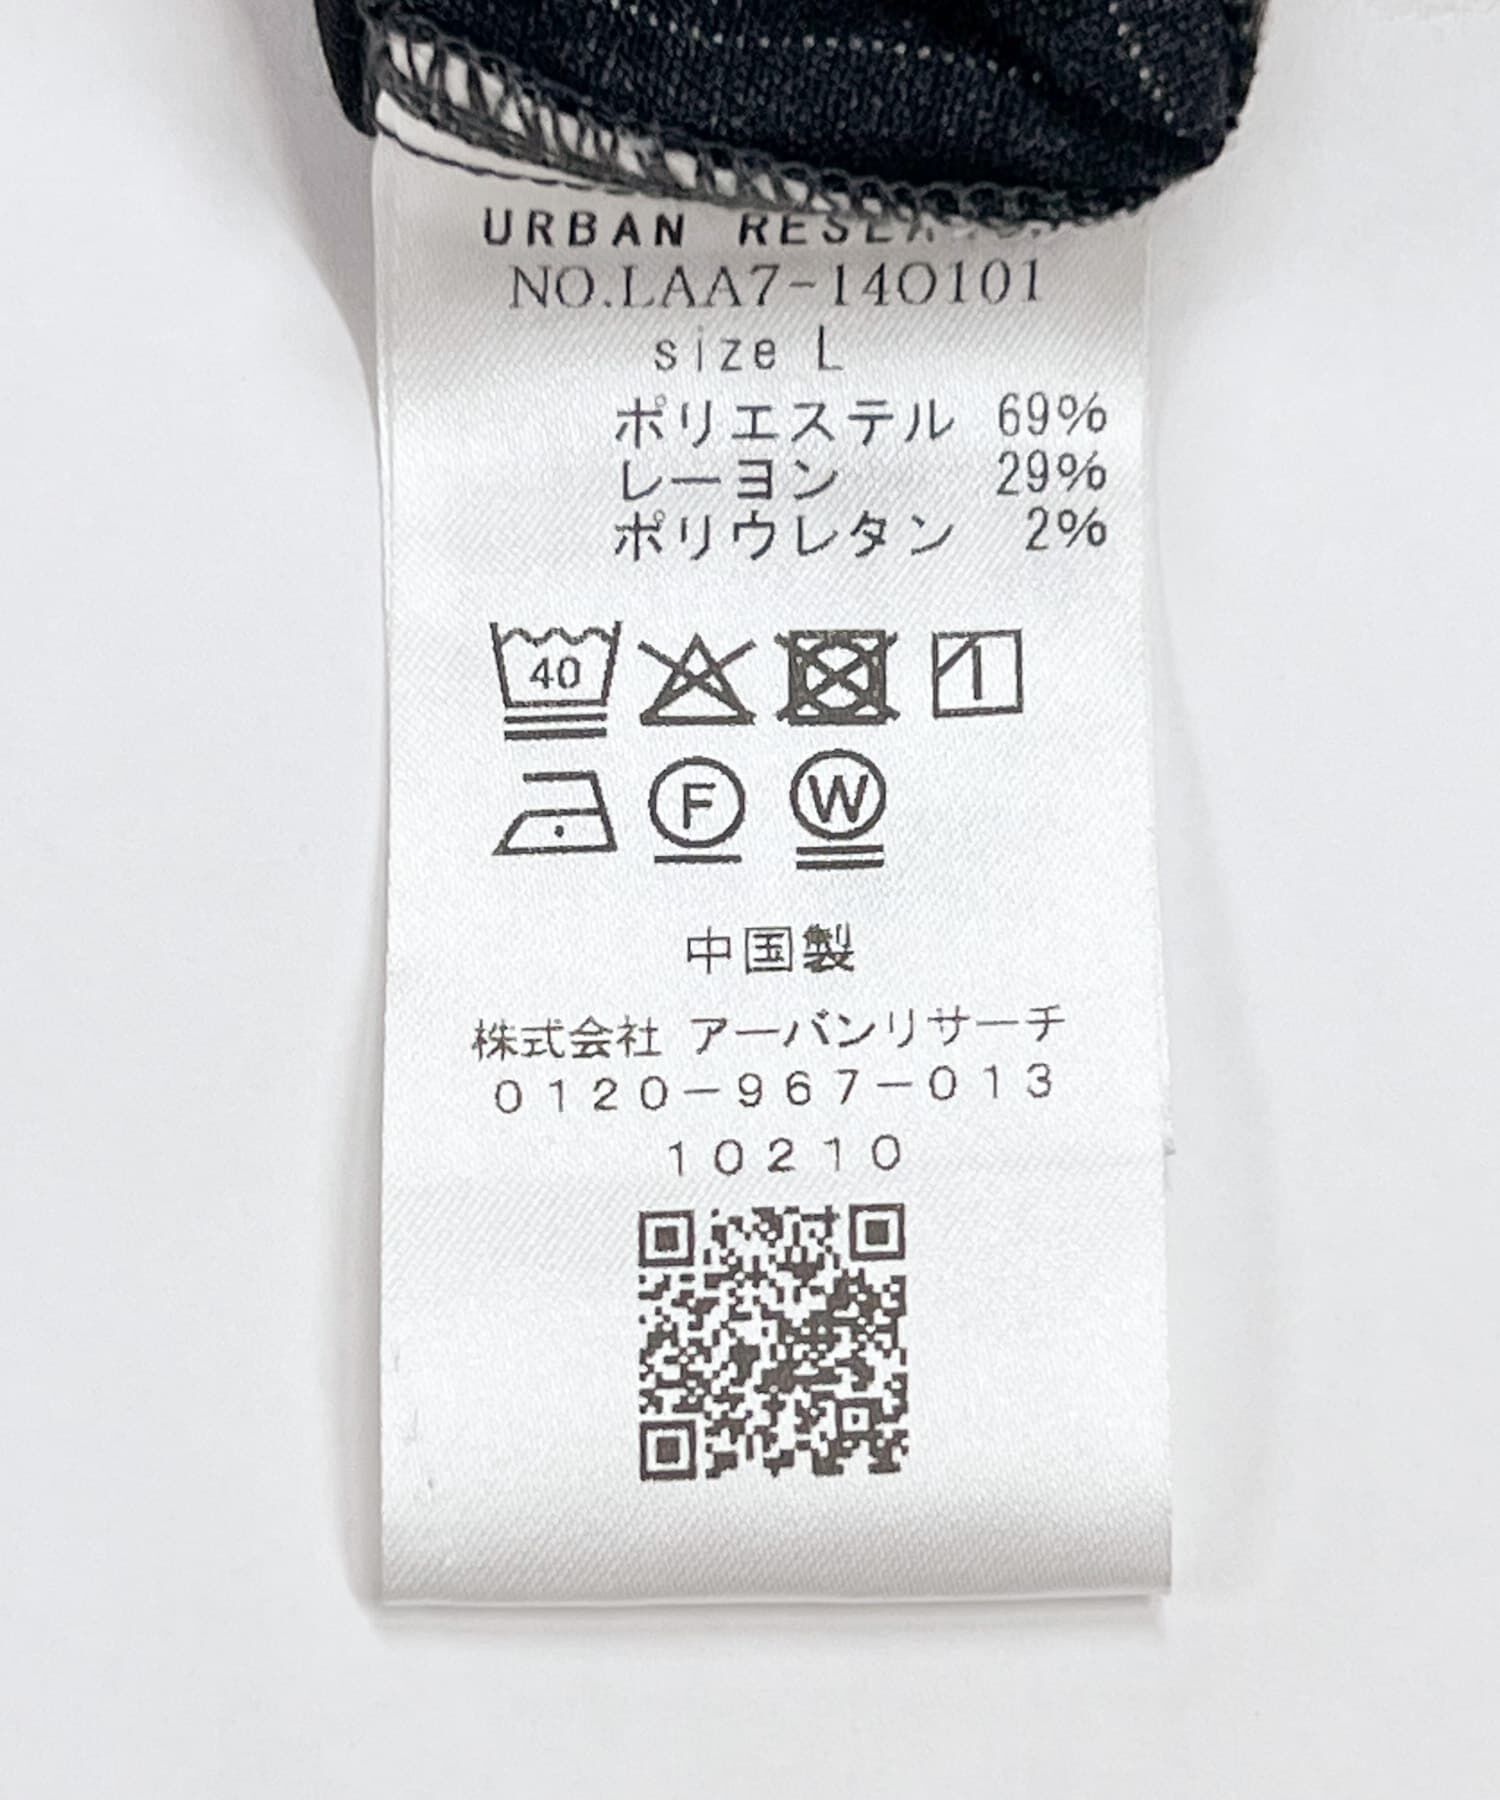 URBAN RESEARCH
NO.LAA7-140101
size L
ポリエステル 69%
レーヨン 29%
ポリウレタン 2%
40
1
F W
中国製
株式会社 アーバンリサーチ
0120-967-013
10210